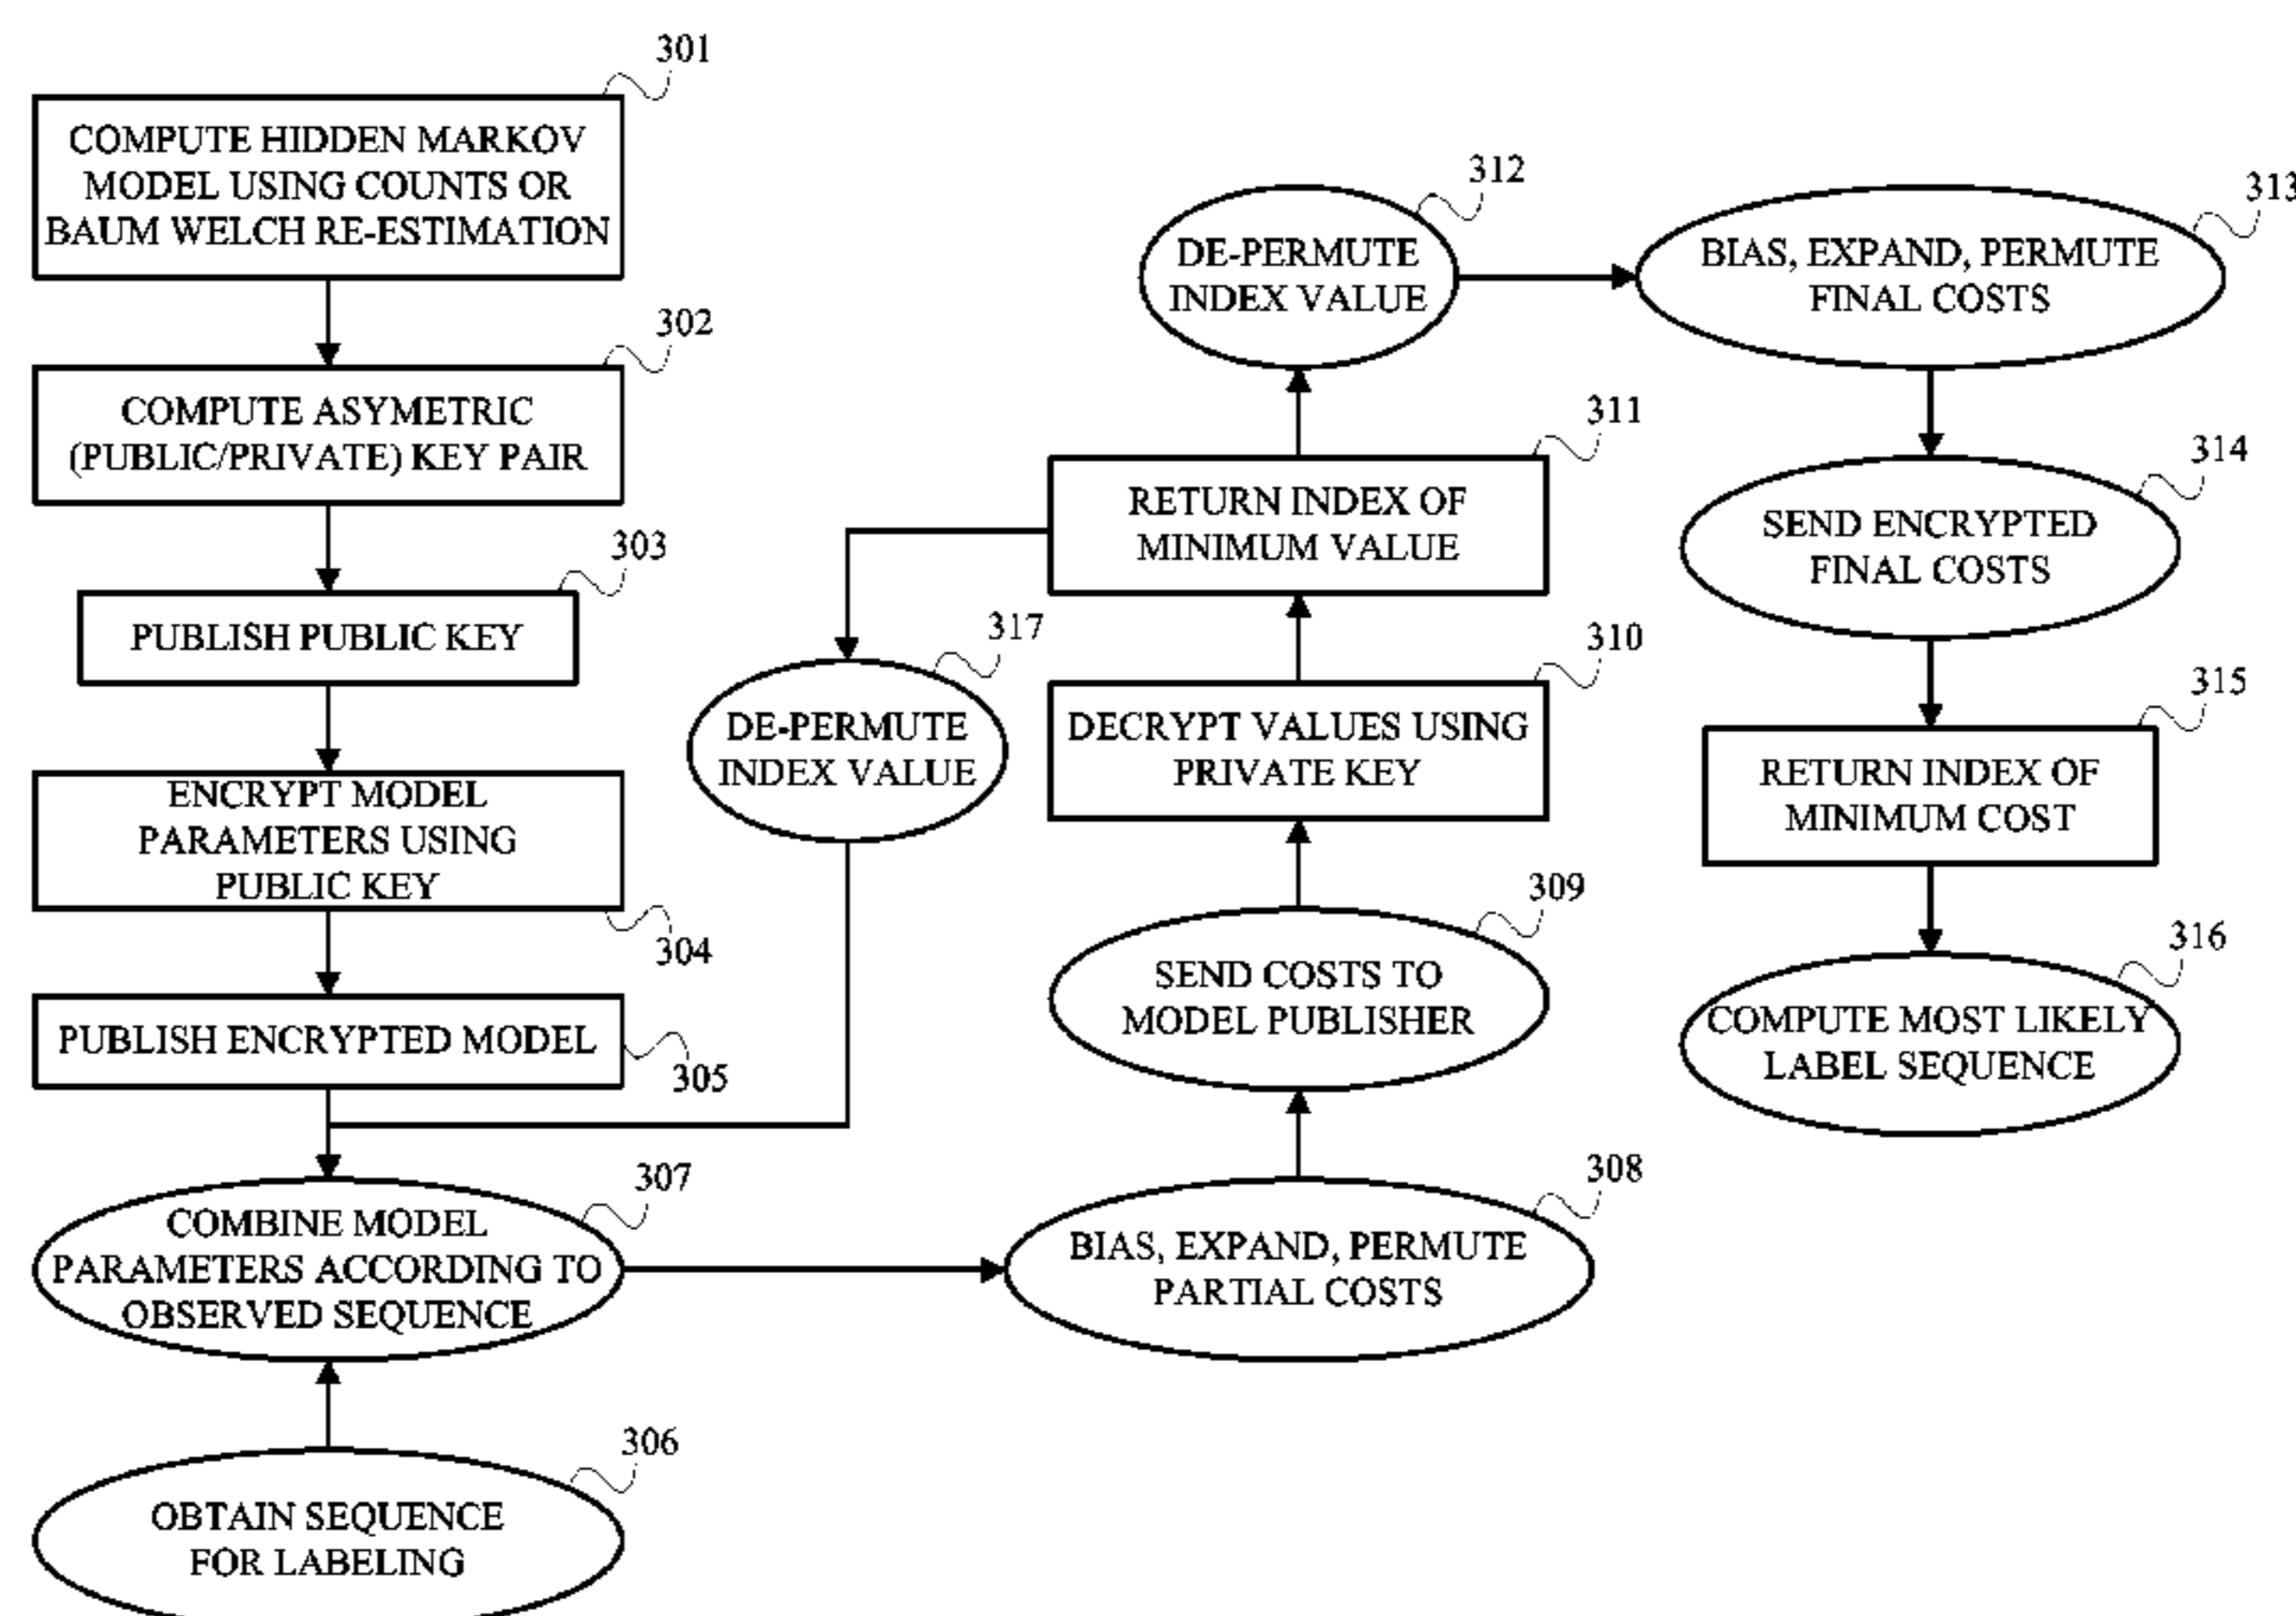 301
COMPUTE HIDDEN MARKOV
MODEL USING COUNTS OR
BAUM WELCH RE-ESTIMATION
302
COMPUTE ASYMETRIC
(PUBLIC/PRIVATE) KEY PAIR
303
PUBLISH PUBLIC KEY
ENCRYPT MODEL
PARAMETERS USING
PUBLIC KEY
304
PUBLISH ENCRYPTED MODEL
305
307
COMBINE MODEL
PARAMETERS ACCORDING TO
OBSERVED SEQUENCE
306
OBTAIN SEQUENCE
FOR LABELING
317
DE-PERMUTE
INDEX VALUE
312
DE-PERMUTE
INDEX VALUE
311
RETURN INDEX OF
MINIMUM VALUE
310
DECRYPT VALUES USING
PRIVATE KEY
309
SEND COSTS TO
MODEL PUBLISHER
308
BIAS, EXPAND, PERMUTE
PARTIAL COSTS
313
BIAS, EXPAND, PERMUTE
FINAL COSTS
314
SEND ENCRYPTED
FINAL COSTS
315
RETURN INDEX OF
MINIMUM COST
316
COMPUTE MOST LIKELY
LABEL SEQUENCE